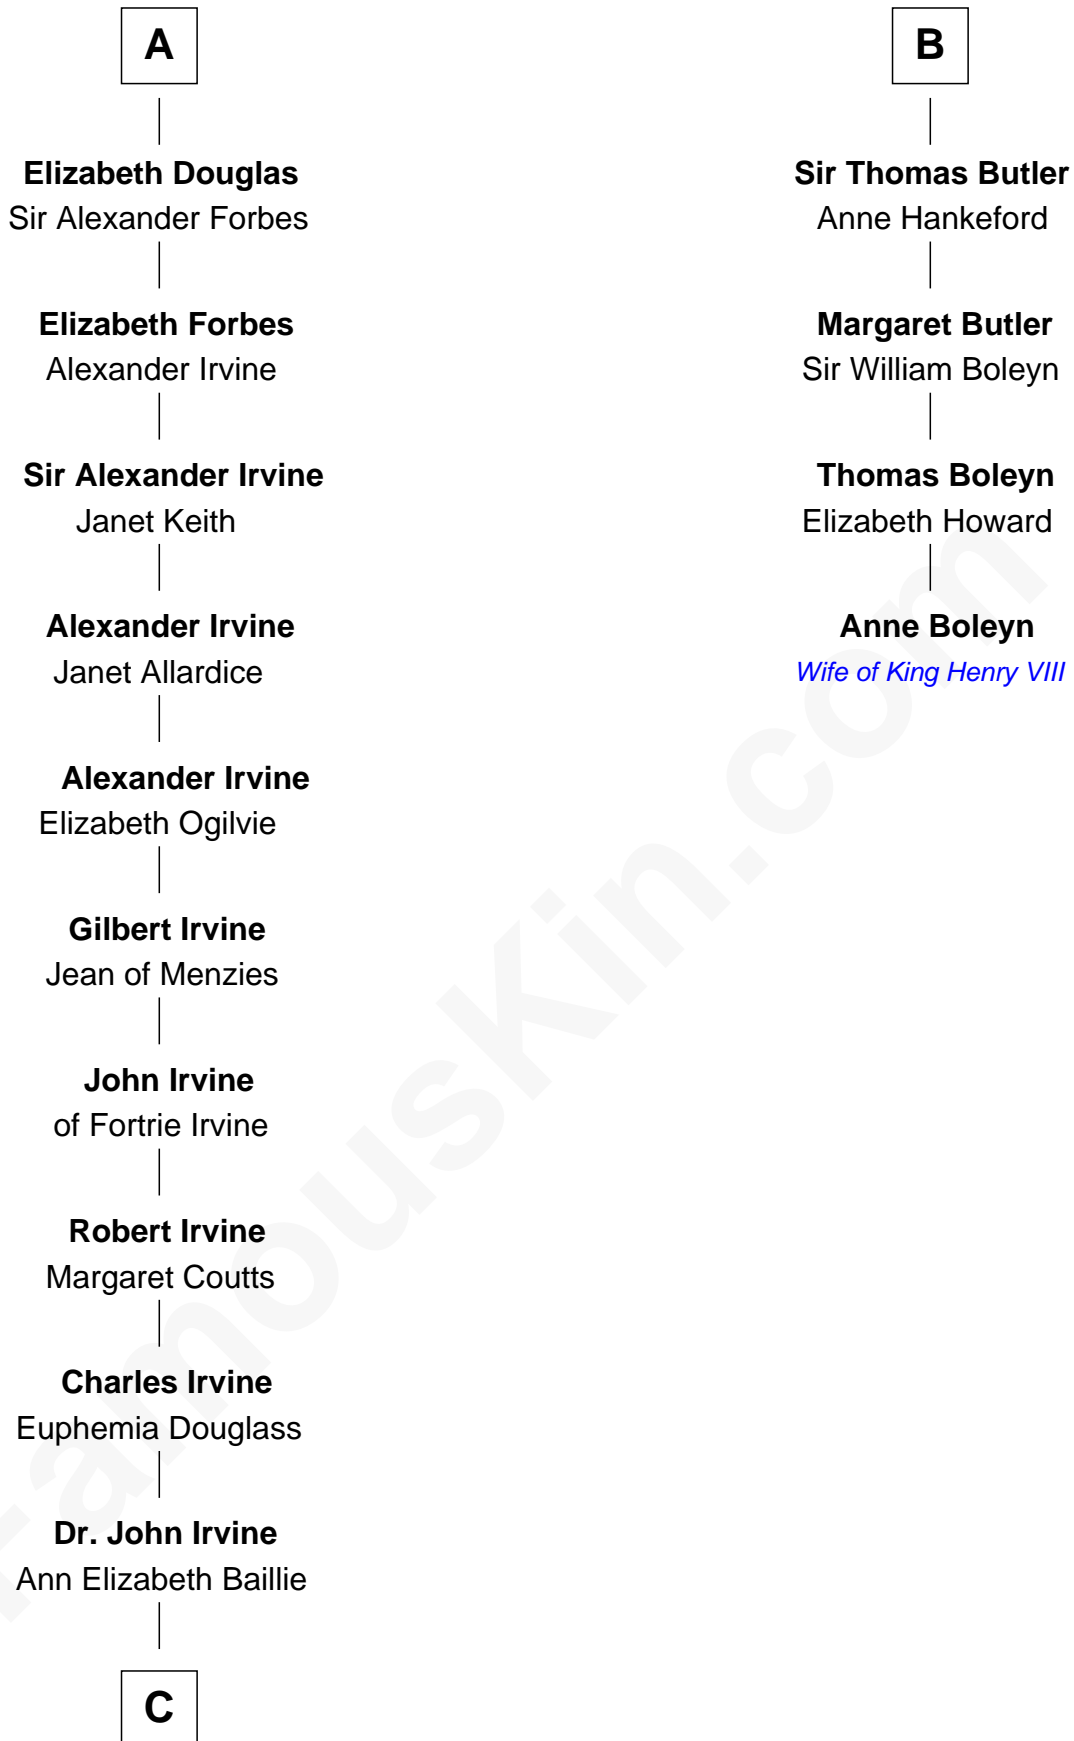 A
Elizabeth Douglas
Sir Alexander Forbes
Elizabeth Forbes
Alexander Irvine
Sir Alexander Irvine
Janet Keith
Alexander Irvine
Janet Allardice
Alexander Irvine
Elizabeth Ogilvie
Gilbert Irvine
Jean of Menzies
John Irvine
of Fortrie Irvine
Robert Irvine
Margaret Coutts
Charles Irvine
Euphemia Douglass
Dr. John Irvine
Ann Elizabeth Baillie
C
B
Sir Thomas Butler
Anne Hankeford
Margaret Butler
Sir William Boleyn
Thomas Boleyn
Elizabeth Howard
Anne Boleyn
Wife of King Henry VIII
FamousKin.com